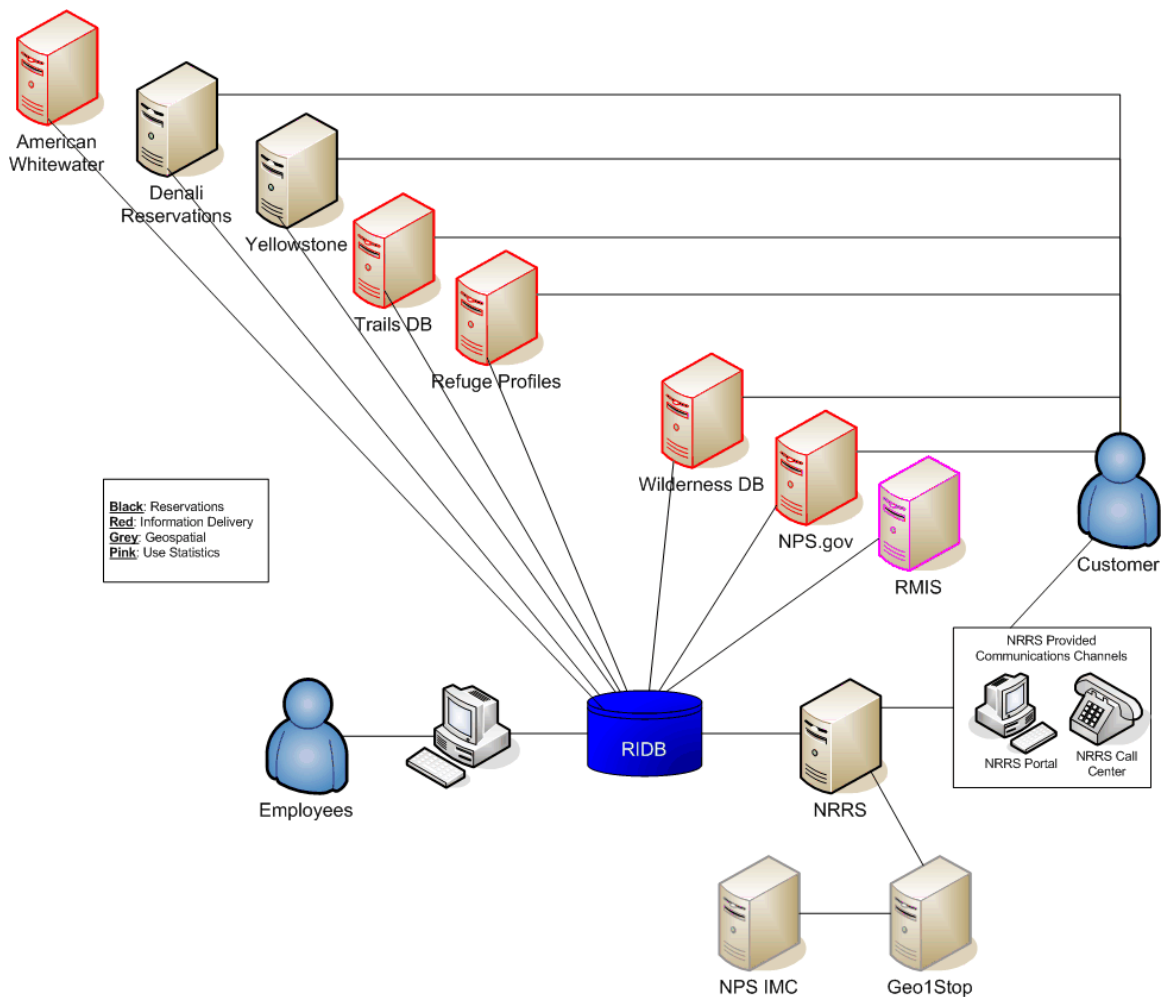 American
Whitewater
Denali
Reservations
Yellowstone
Trails DB
Refuge Profiles
Wilderness DB
NPS.gov
RMIS
Customer
Black: Reservations
Red: Information Delivery
Grey: Geospatial
Pink: Use Statistics
NRRS Provided
Communications Channels
NRRS Portal
NRRS Call
Center
Employees
RIDB
NRRS
NPS IMC
Geo1Stop